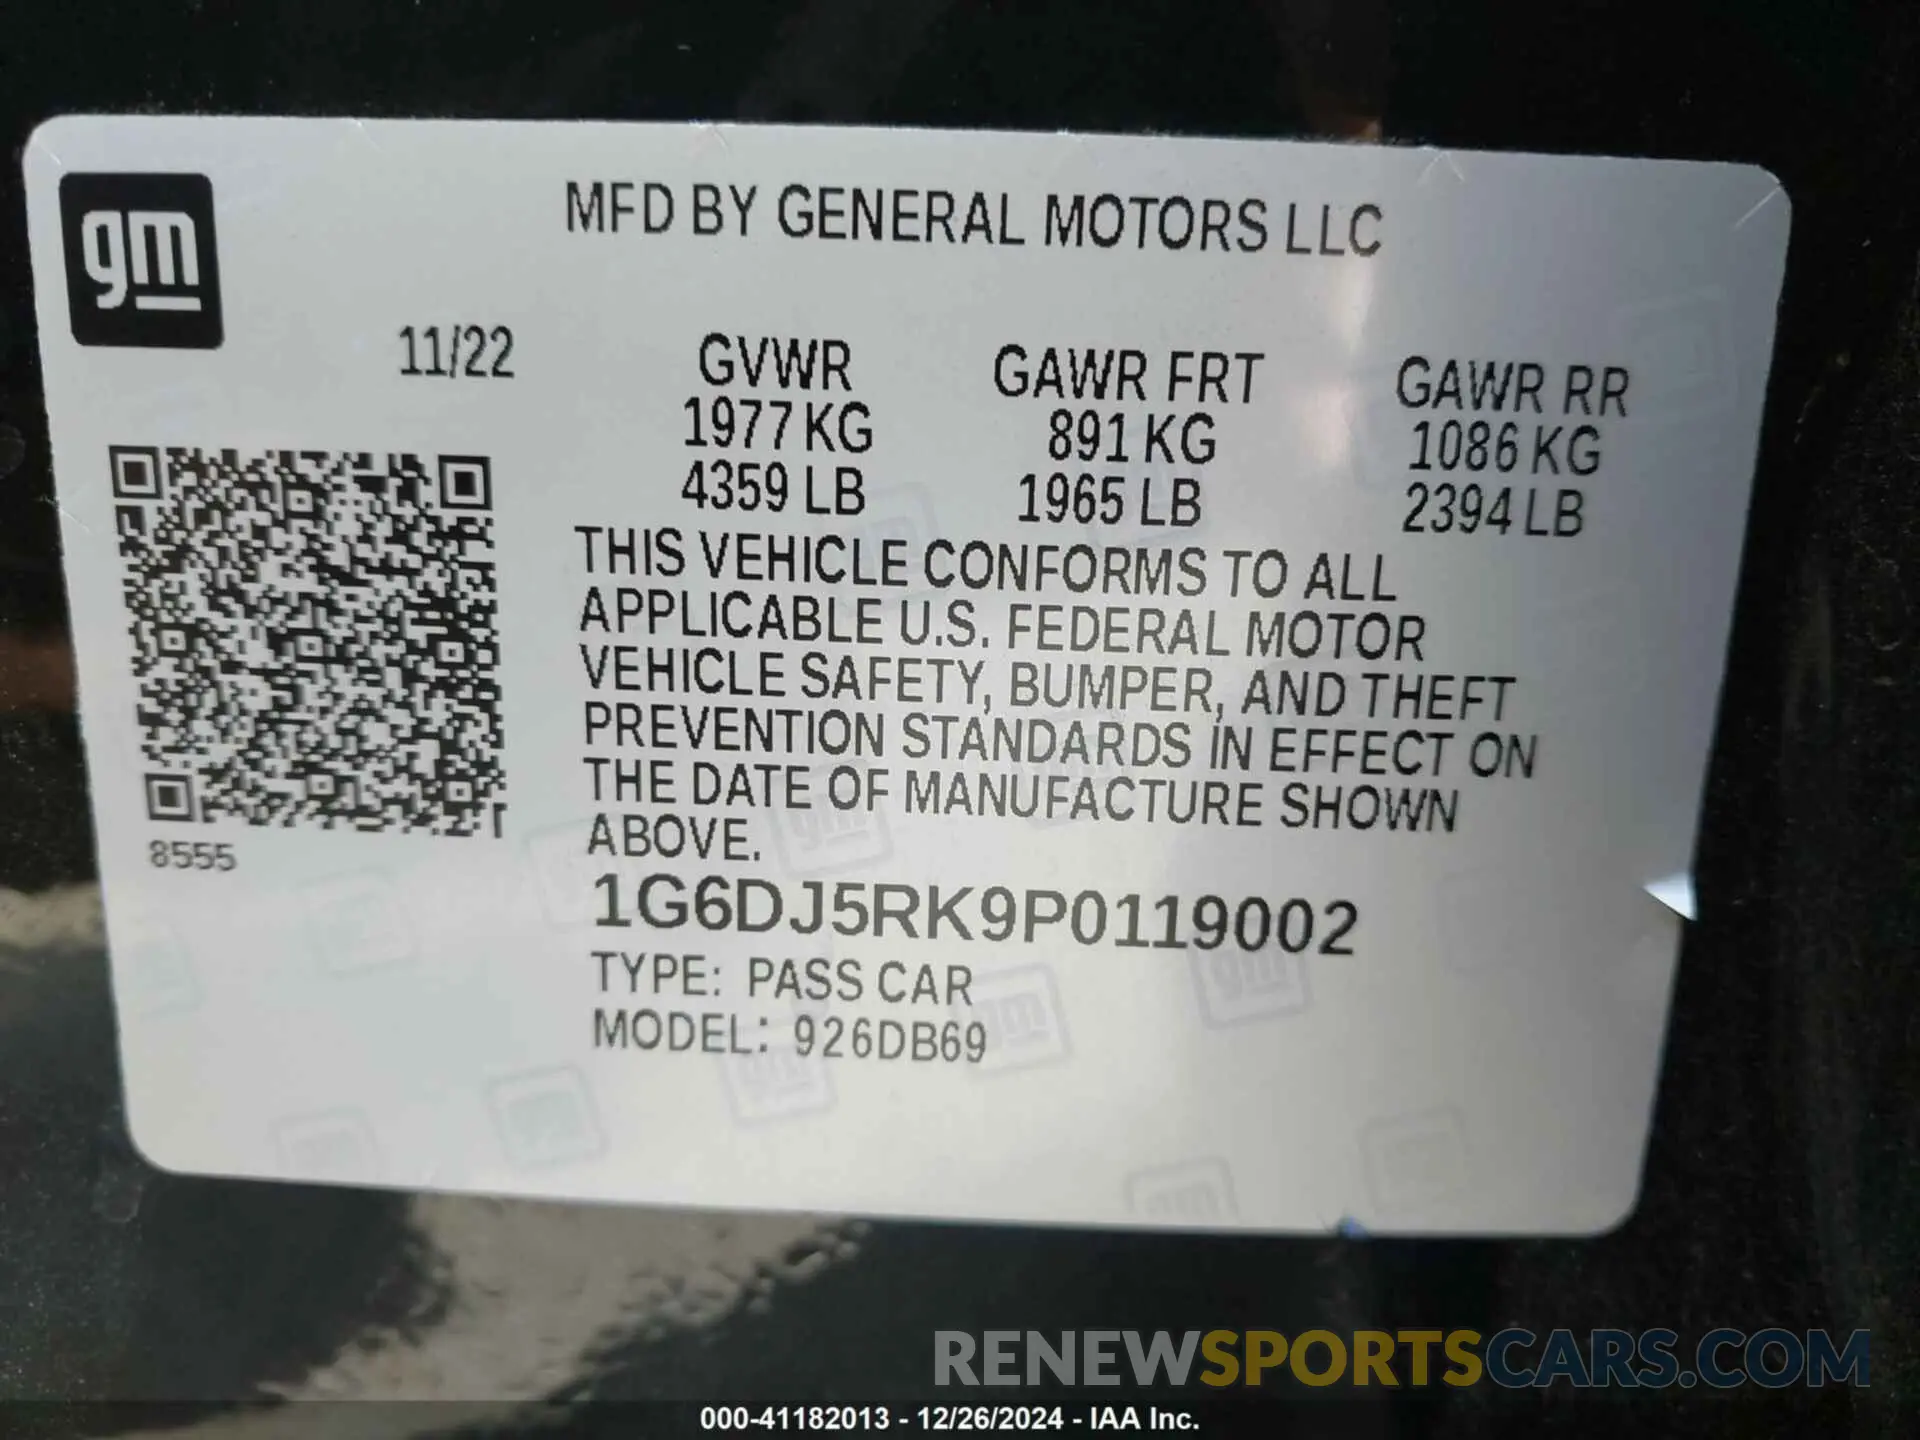 gm
MFD BY GENERAL MOTORS LLC
11/22
GVWR GAWR FRT GAWR RR
1977 KG 891 KG 1086 KG
4359 LB 1965 LB 2394 LB
THIS VEHICLE CONFORMS TO ALL
APPLICABLE U.S. FEDERAL MOTOR
VEHICLE SAFETY, BUMPER, AND THEFT
PREVENTION STANDARDS IN EFFECT ON
THE DATE OF MANUFACTURE SHOWN
ABOVE.
8555
1G6DJ5RK9P0119002
TYPE: PASS CAR
MODEL: 926DB69
RENEWSPORTSCARS.COM
000-41182013 - 12/26/2024 - IAA Inc.